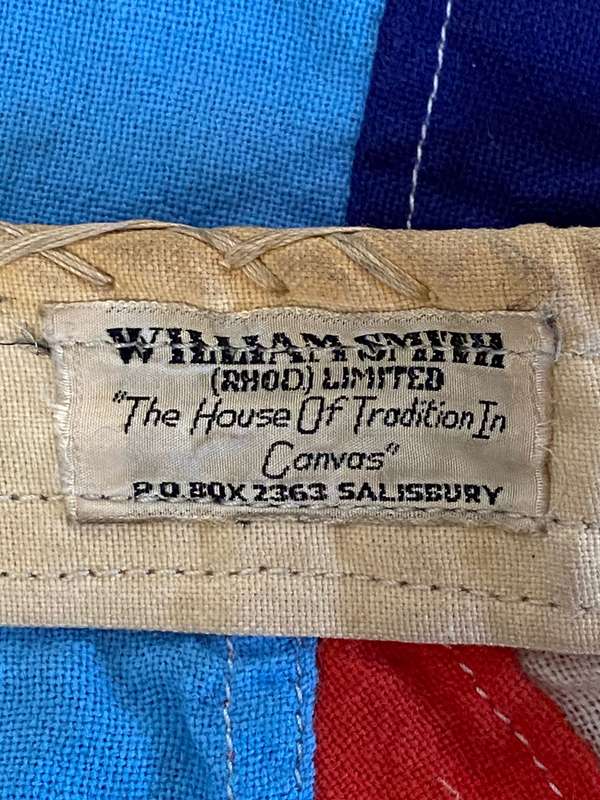 WILLIAM SMITH
(RHOD.) LIMITED
"The House Of Tradition In
Canvas"
P.O. BOX 2363 SALISBURY